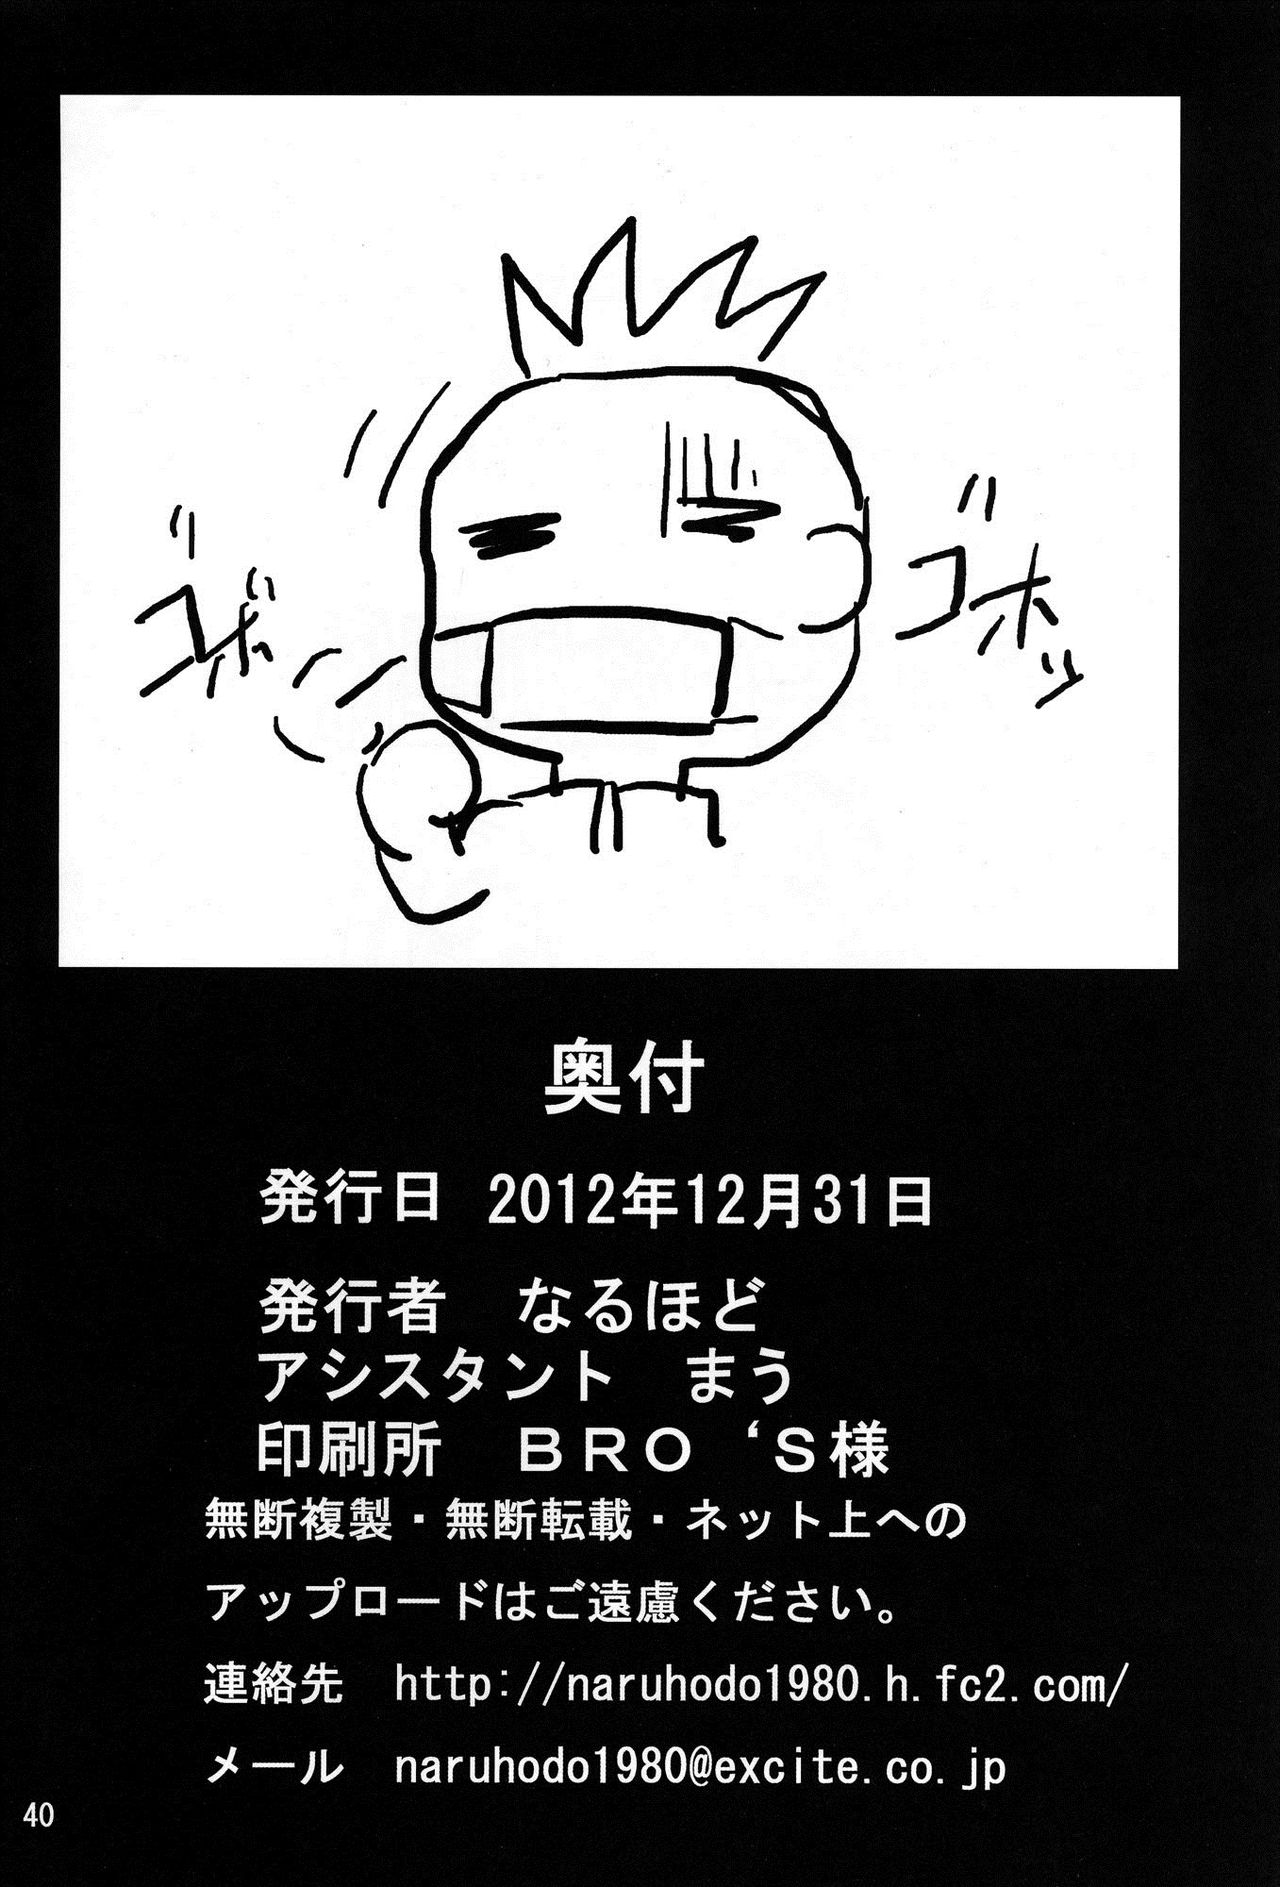 ゴホ
ゴホッ
奥付
発行日 2012年12月31日
発行者 なるほど
アシスタント まう
印刷所 BRO‘S様
無断複製・無断転載・ネット上への
アップロードはご遠慮ください。
連絡先 http://naruhodo1980.h.fc2.com/
メール naruhodo1980@excite.co.jp
40